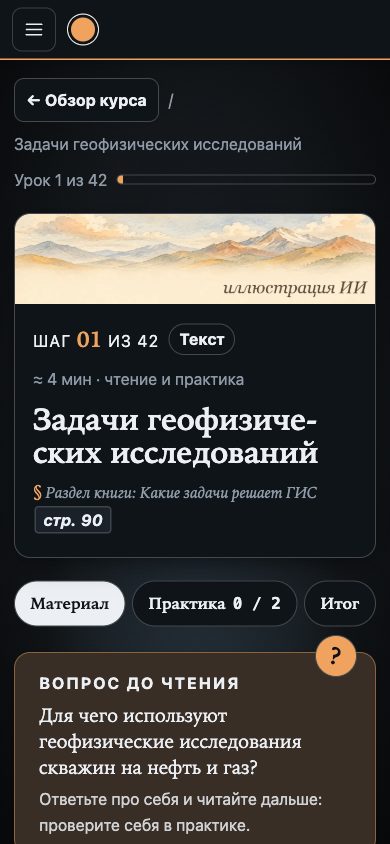 ← Обзор курса /
Задачи геофизических исследований
Урок 1 из 42
иллюстрация ИИ
ШАГ 01 ИЗ 42 Текст
≈ 4 мин · чтение и практика
Задачи геофизиче-
ских исследований
§ Раздел книги: Какие задачи решает ГИС
стр. 90
Материал Практика 0 / 2 Итог
?
ВОПРОС ДО ЧТЕНИЯ
Для чего используют
геофизические исследования
скважин на нефть и газ?
Ответьте про себя и читайте дальше:
проверите себя в практике.